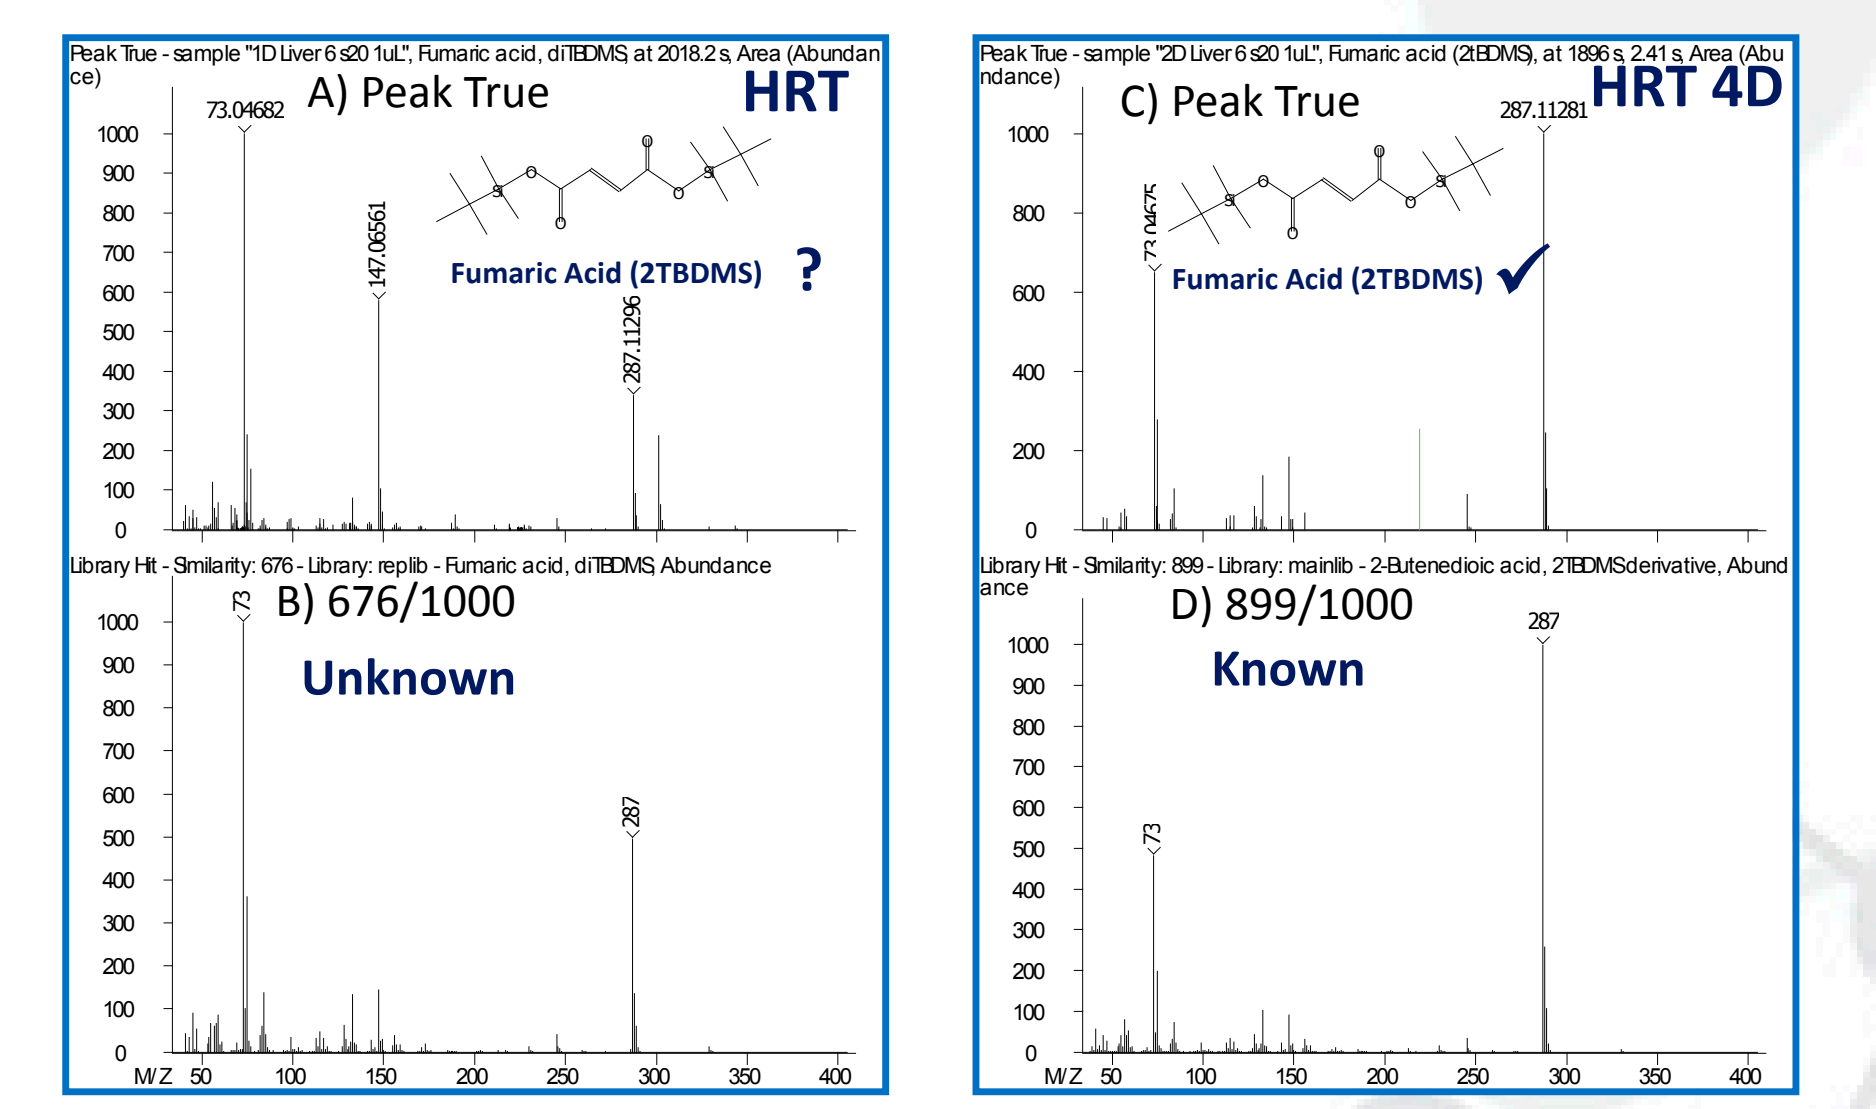 Peak True - sample "1D Liver 6 s20 1uL", Fumaric acid, diTBDMS, at 2018.2 s, Area (Abundan
ce)
A) Peak True
HRT
73.04682
1000
900
800
700
600
500
400
300
200
100
0
147.06561
287.11296
Si
O
O
O
O
Si
Fumaric Acid (2TBDMS) ?
Library Hit - Similarity: 676 - Library: replib - Fumaric acid, diTBDMS, Abundance
B) 676/1000
Unknown
73
1000
900
800
700
600
500
400
300
200
100
0
287
M/Z 50 100 150 200 250 300 350 400
Peak True - sample "2D Liver 6 s20 1uL", Fumaric acid (2tBDMS), at 1896 s, 2.41 s, Area (Abu
ndance)
C) Peak True
HRT 4D
287.11281
1000
800
600
400
200
0
73.04675
Si
O
O
O
O
Si
Fumaric Acid (2TBDMS) ✓
Library Hit - Similarity: 899 - Library: mainlib - 2-Butenedioic acid, 2TBDMS derivative, Abund
ance
D) 899/1000
Known
287
1000
900
800
700
600
500
400
300
200
100
0
73
M/Z 50 100 150 200 250 300 350 400